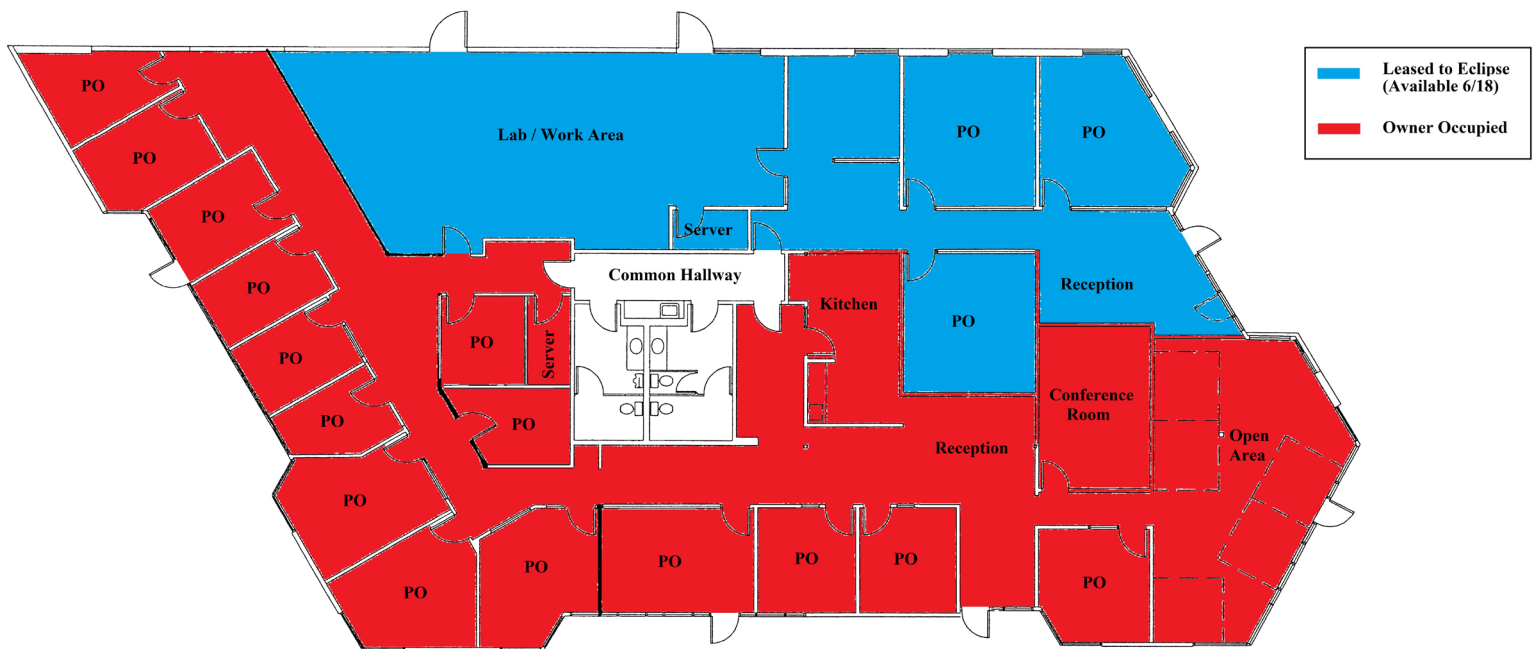 PO
Leased to Eclipse
(Available 6/18)
Owner Occupied
Lab / Work Area
PO
PO
PO
PO
Server
Common Hallway
PO
Reception
Kitchen
PO
PO
PO
Server
PO
Conference
Room
PO
PO
Open
Area
Reception
PO
PO
PO
PO
PO
PO
PO
PO